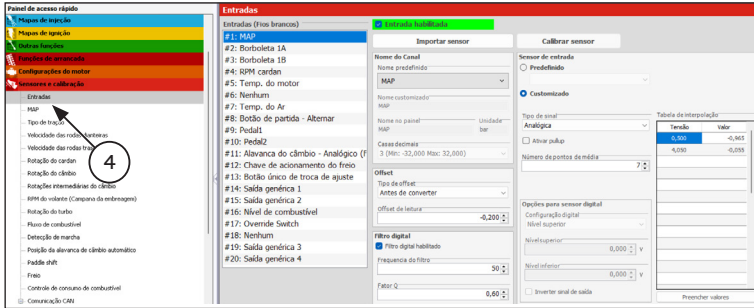 Painel de acesso rápido
Mapas de injeção
Mapas de ignição
Outras funções
Funções de arrancada
Configurações do motor
Sensores e calibração
Entradas
MAP
Tipo de tração
Velocidade das rodas dianteiras
Velocidade das rodas
Rotação do cardan
Rotação do câmbio
Rotações intermediárias do câmbio
RPM do volante (Campana da embreagem)
Rotação do turbo
Fluxo de combustível
Detecção de marcha
Posição da alavanca de câmbio automático
Paddle shift
Freio
Controle de consumo de combustível
Comunicação CAN
4
Entradas
Entradas (Fios brancos)
#1: MAP
#2: Borboleta 1A
#3: Borboleta 1B
#4: RPM cardan
#5: Temp. do motor
#6: Nenhum
#7: Temp. do Ar
#8: Botão de partida - Alternar
#9: Pedal1
#10: Pedal2
#11: Alavanca do câmbio - Analógico (F
#12: Chave de acionamento do freio
#13: Botão único de troca de ajuste
#14: Saída genérica 1
#15: Saída genérica 2
#16: Nível de combustível
#17: Override Switch
#18: Nenhum
#19: Saída genérica 3
#20: Saída genérica 4
Entrada habilitada
Importar sensor
Calibrar sensor
Nome do Canal
Nome predefinido
MAP
Nome customizado
MAP
Nome no painel Unidade
MAP bar
Casas decimais
3 (Min: -32,000 Max: 32,000)
Offset
Tipo de offset
Antes de converter
Offset de leitura
-0,200
Filtro digital
Filtro digital habilitado
Frequencia do filtro
50
Fator Q
0,60
Sensor de entrada
Predefinido
Customizado
Tipo de sinal
Analógica
Ativar pullup
Número de pontos de média
7
Opções para sensor digital
Configuração digital
Nível superior
Nível superior
0,000 V
Nível inferior
0,000 V
Inverter sinal de saída
Tabela de interpolação
Tensão Valor
0,500 -0,965
4,050 -0,055
Preencher valores